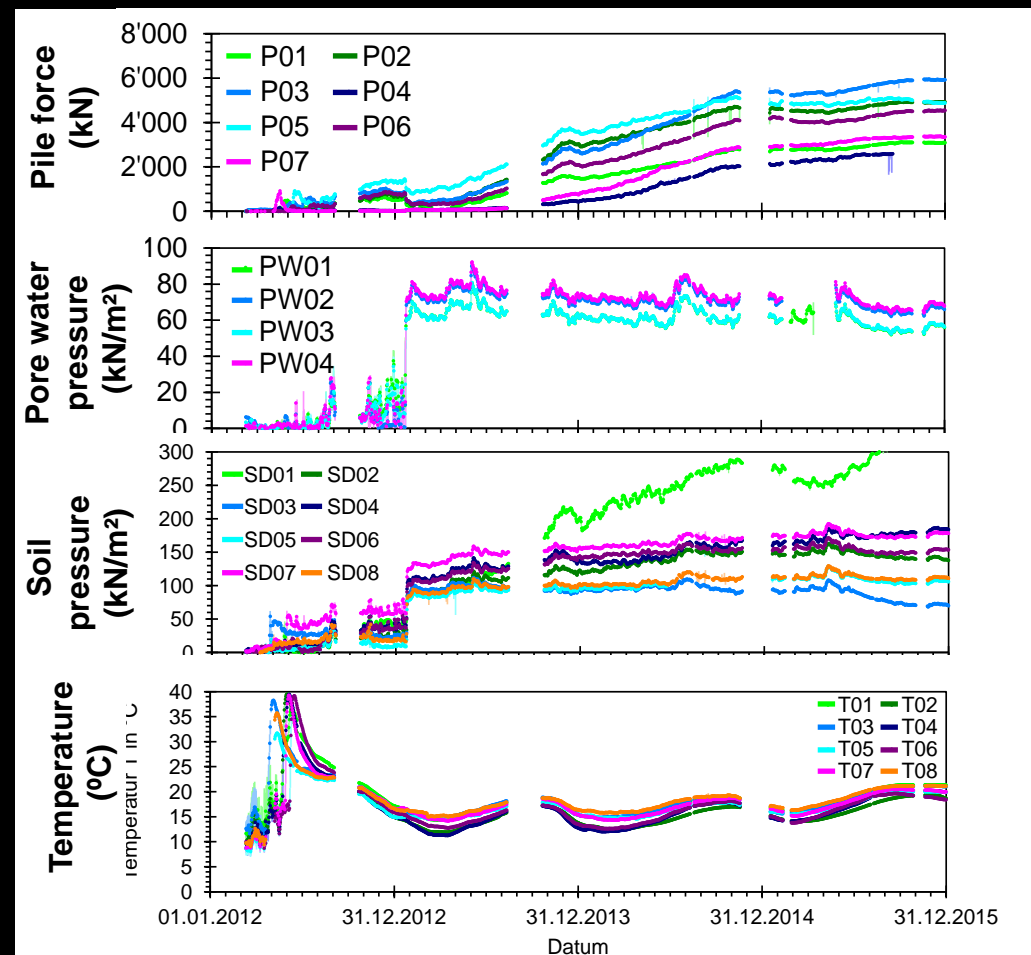 Pile force
(kN)
8'000
6'000
4'000
2'000
0
P01 P02
P03 P04
P05 P06
P07
Pore water
pressure
(kN/m²)
100
80
60
40
20
0
PW01
PW02
PW03
PW04
Soil
pressure
(kN/m²)
300
250
200
150
100
50
0
SD01 SD02
SD03 SD04
SD05 SD06
SD07 SD08
Temperature
(ºC)
Temperatur T in °C
40
35
30
25
20
15
10
5
0
T01 T02
T03 T04
T05 T06
T07 T08
01.01.2012 31.12.2012 31.12.2013 31.12.2014 31.12.2015
Datum